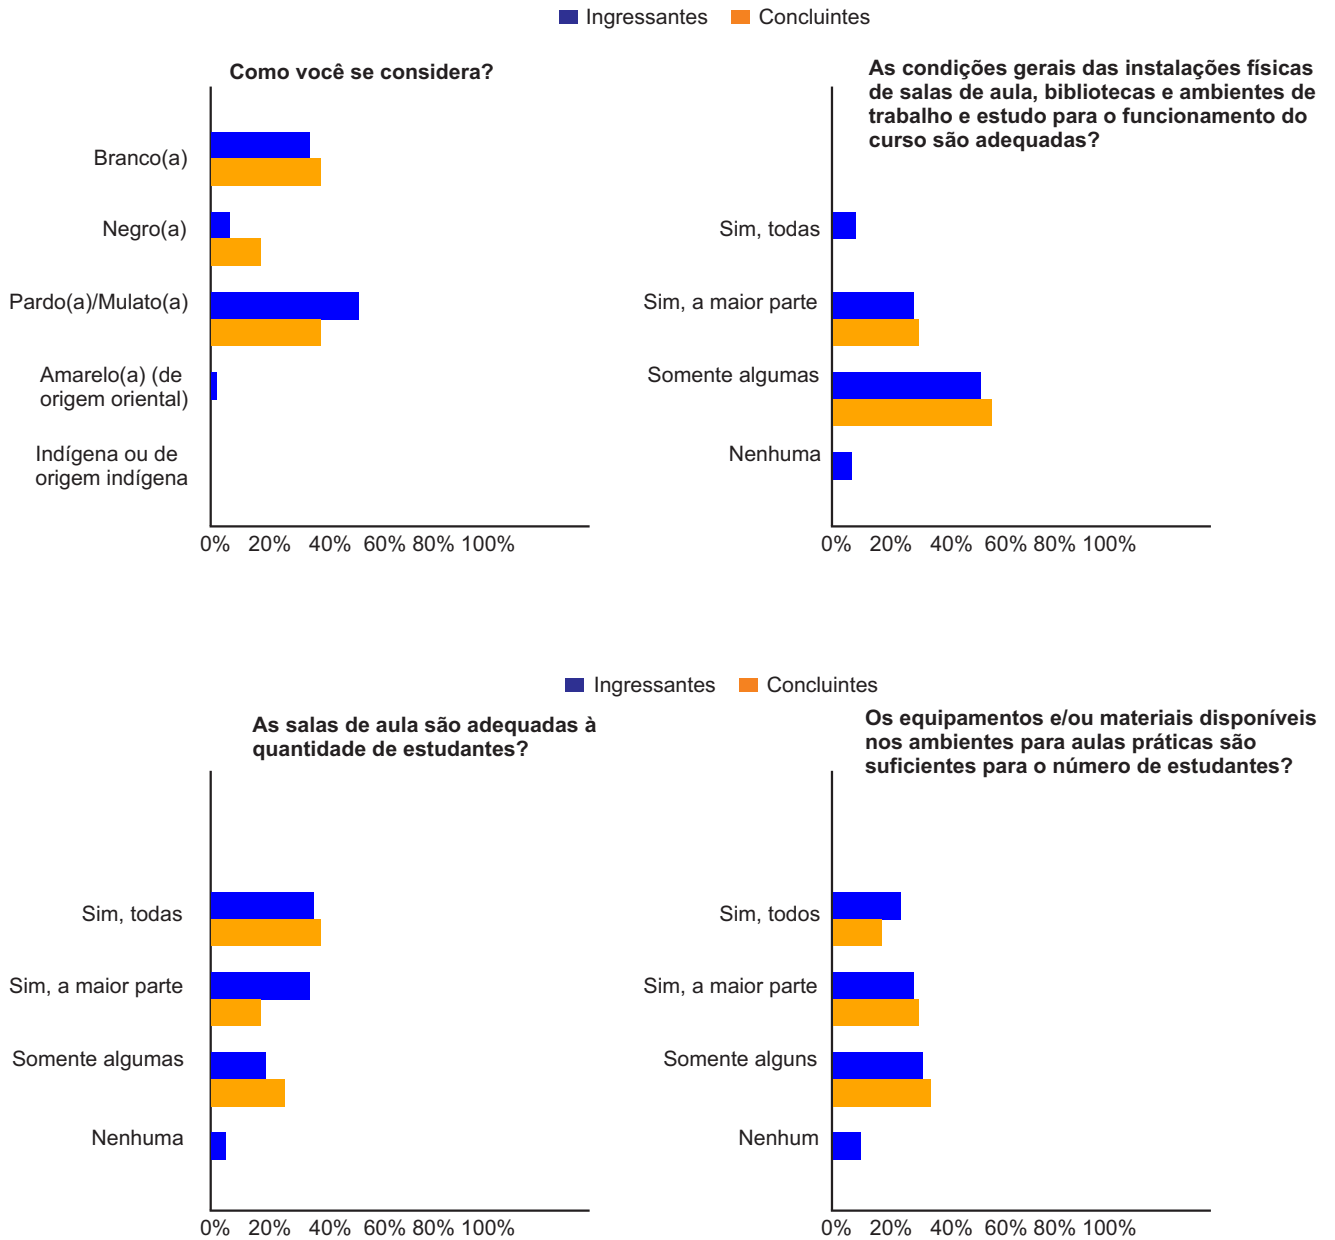 Ingressantes Concluintes
Como você se considera?
Branco(a)
Negro(a)
Pardo(a)/Mulato(a)
Amarelo(a) (de
origem oriental)
Indígena ou de
origem indígena
0% 20% 40% 60% 80% 100%
As condições gerais das instalações físicas
de salas de aula, bibliotecas e ambientes de
trabalho e estudo para o funcionamento do
curso são adequadas?
Sim, todas
Sim, a maior parte
Somente algumas
Nenhuma
0% 20% 40% 60% 80% 100%
Ingressantes Concluintes
As salas de aula são adequadas à
quantidade de estudantes?
Sim, todas
Sim, a maior parte
Somente algumas
Nenhuma
0% 20% 40% 60% 80% 100%
Os equipamentos e/ou materiais disponíveis
nos ambientes para aulas práticas são
suficientes para o número de estudantes?
Sim, todos
Sim, a maior parte
Somente alguns
Nenhum
0% 20% 40% 60% 80% 100%